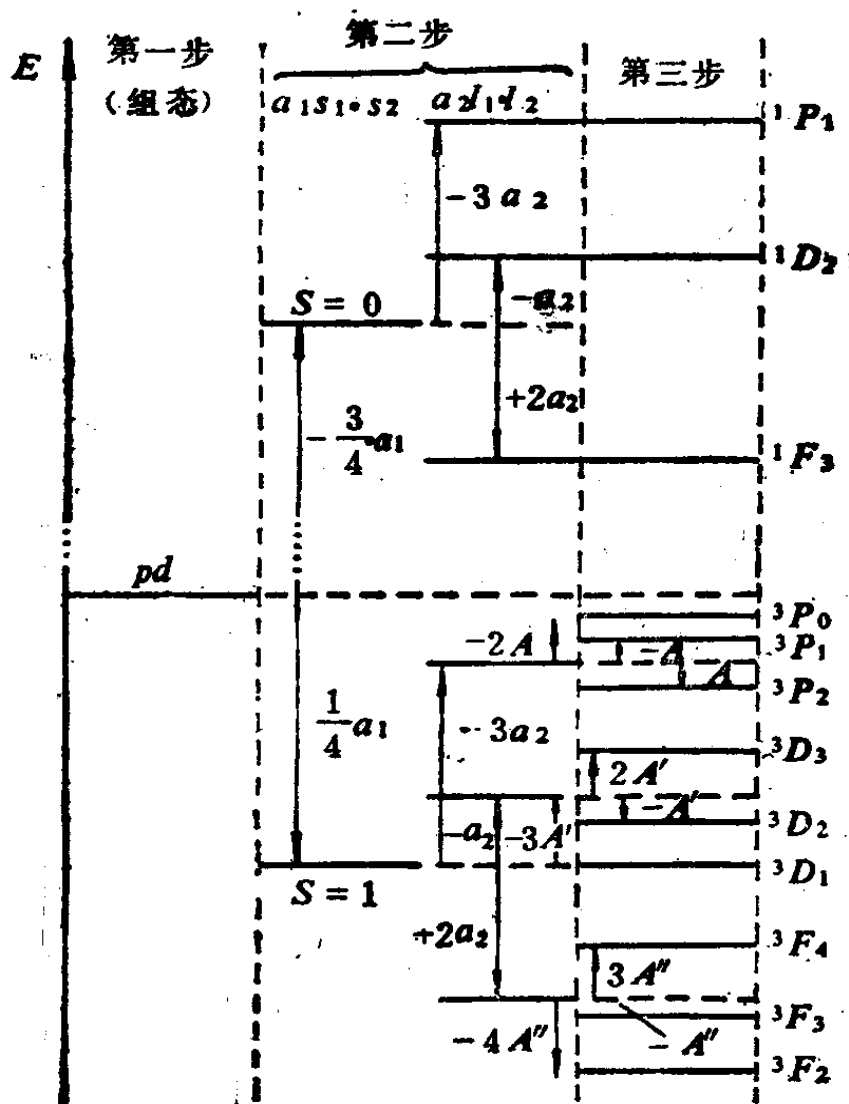 E
第一步
(组态)
第二步
a₁s₁·s₂ a₂l₁·l₂
第三步
¹P₁
-3a₂
¹D₂
S = 0
-a₂
+2a₂
-3/4 a₁
¹F₃
pd
³P₀
-2A
-A
³P₁
A
³P₂
1/4 a₁
-3a₂
³D₃
2A′
-A′
-a₂
-3A′
³D₂
³D₁
S = 1
+2a₂
³F₄
3A″
³F₃
-4A″
-A″
³F₂